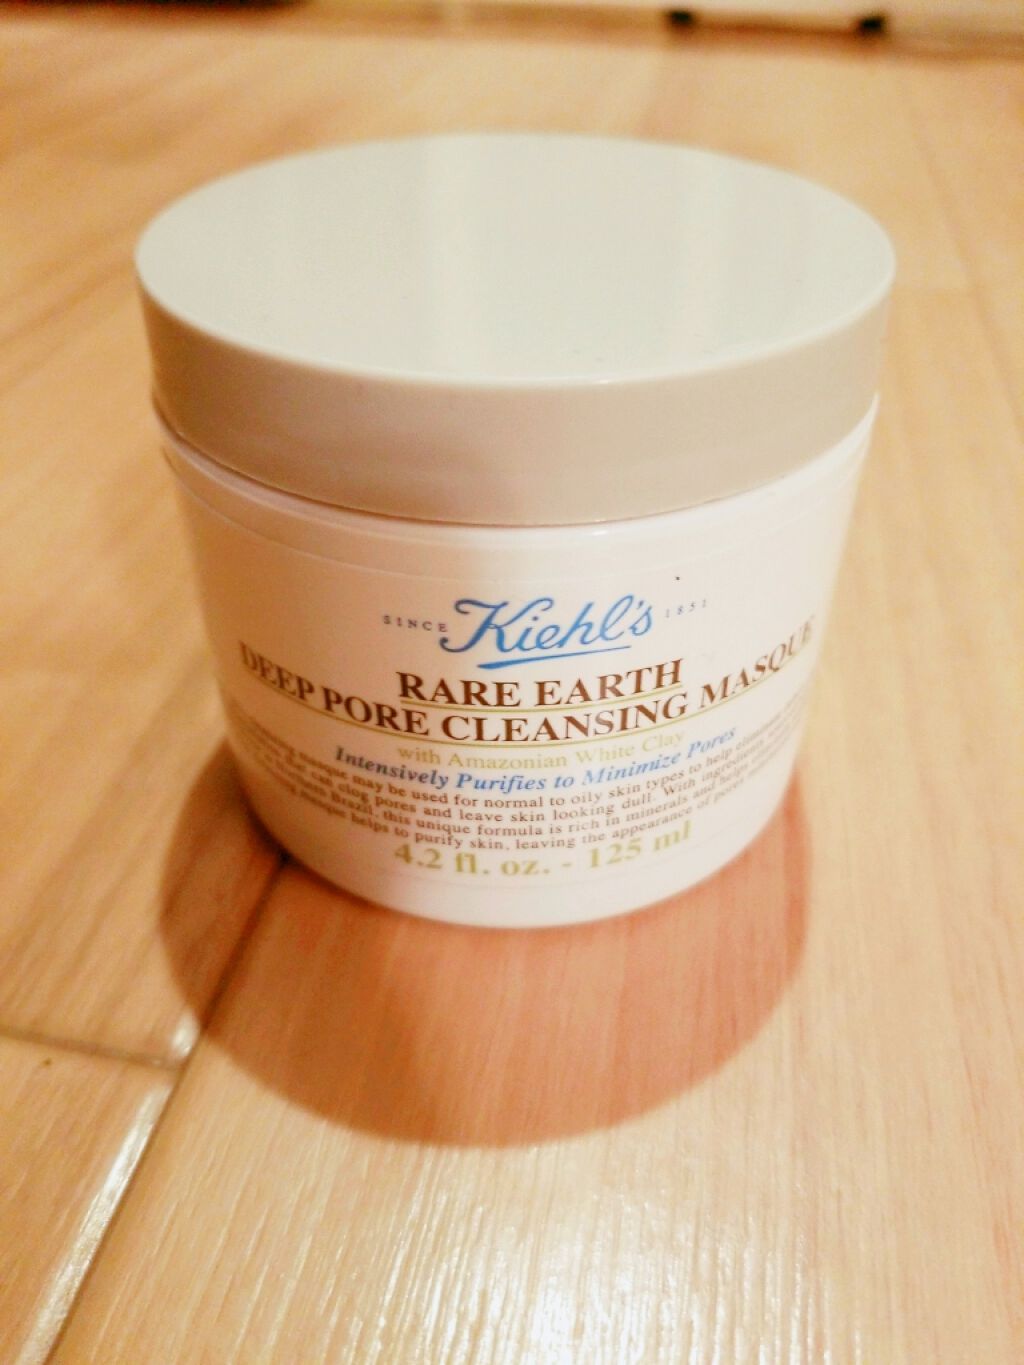 SINCE Kiehl's 1851
RARE EARTH
DEEP PORE CLEANSING MASQUE
with Amazonian White Clay
Intensively Purifies to Minimize Pores
masque may be used for normal to oily skin types to help
that can clog pores and leave skin looking dull. With ingredients
from Brazil, this unique formula is rich in minerals and helps
masque helps to purify skin, leaving the appearance of pores
4.2 fl. oz. - 125 ml